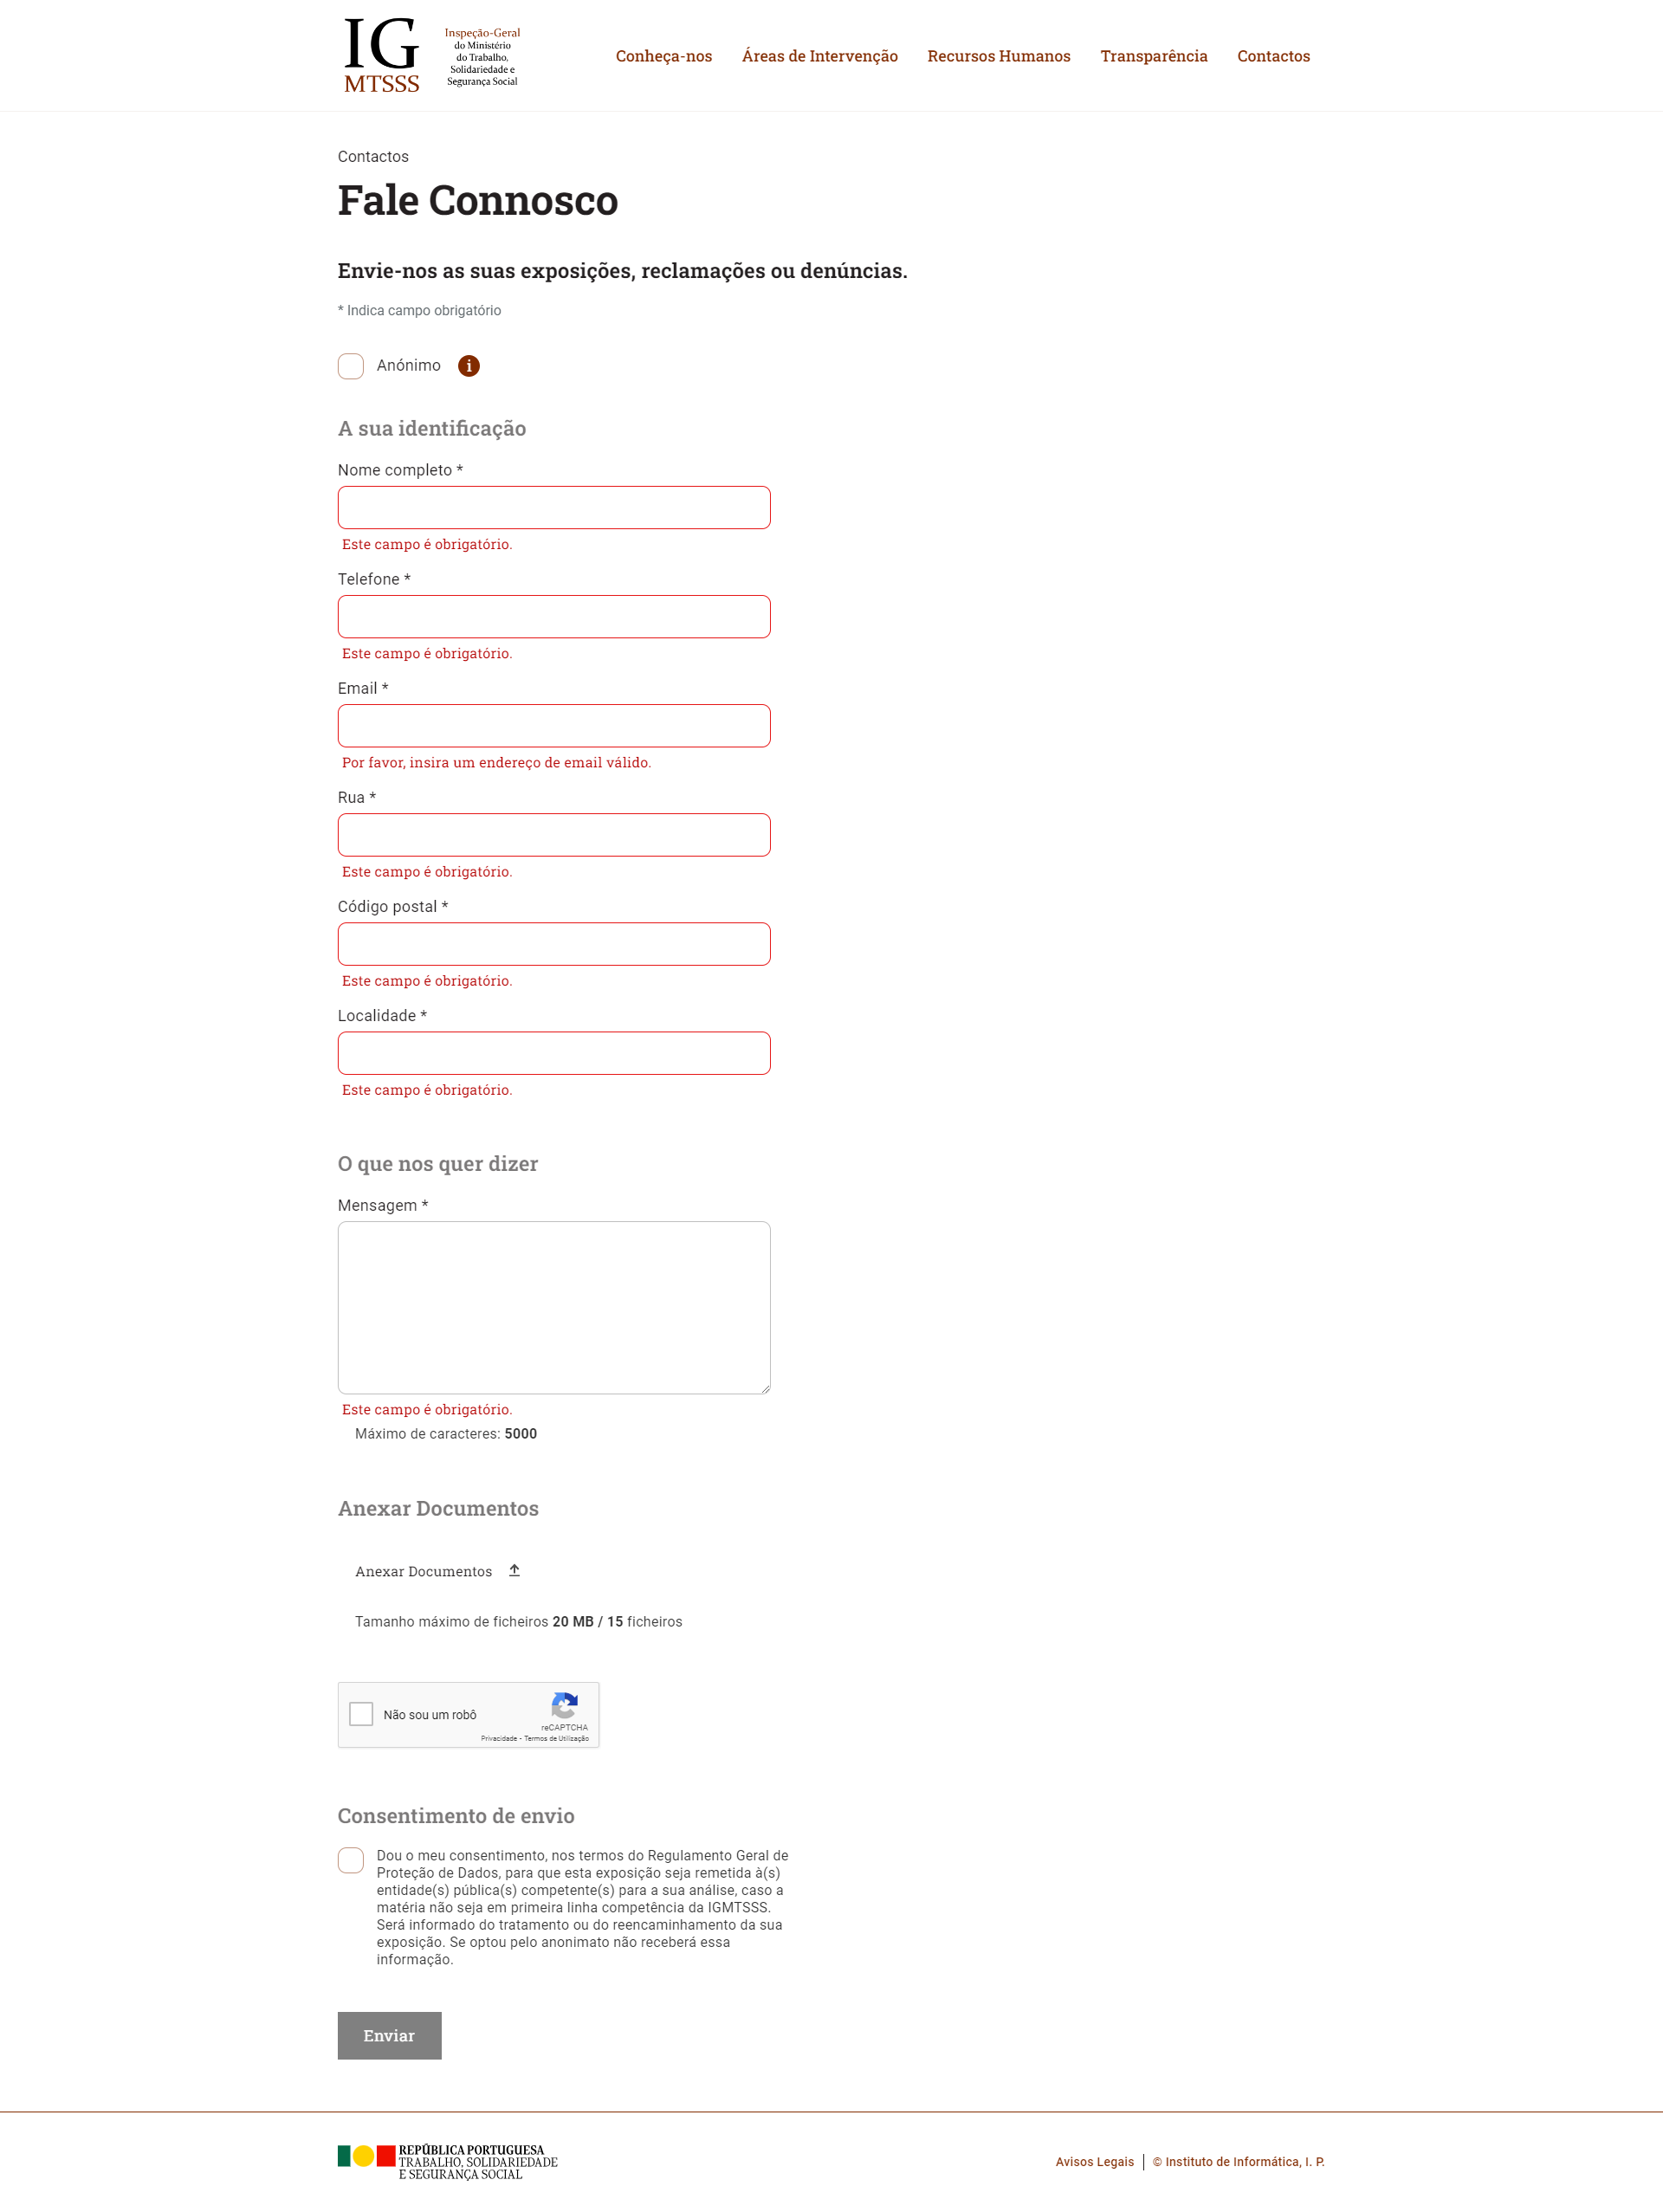 IG
MTSSS
Inspeção-Geral
do Ministério
do Trabalho,
Solidariedade e
Segurança Social
Conheça-nos
Áreas de Intervenção
Recursos Humanos
Transparência
Contactos
Contactos
Fale Connosco
Envie-nos as suas exposições, reclamações ou denúncias.
* Indica campo obrigatório
Anónimo
i
A sua identificação
Nome completo *
Este campo é obrigatório.
Telefone *
Este campo é obrigatório.
Email *
Por favor, insira um endereço de email válido.
Rua *
Este campo é obrigatório.
Código postal *
Este campo é obrigatório.
Localidade *
Este campo é obrigatório.
O que nos quer dizer
Mensagem *
Este campo é obrigatório.
Máximo de caracteres: 5000
Anexar Documentos
Anexar Documentos
Tamanho máximo de ficheiros 20 MB / 15 ficheiros
Não sou um robô
reCAPTCHA
Privacidade - Termos de Utilização
Consentimento de envio
Dou o meu consentimento, nos termos do Regulamento Geral de
Proteção de Dados, para que esta exposição seja remetida à(s)
entidade(s) pública(s) competente(s) para a sua análise, caso a
matéria não seja em primeira linha competência da IGMTSSS.
Será informado do tratamento ou do reencaminhamento da sua
exposição. Se optou pelo anonimato não receberá essa
informação.
Enviar
REPÚBLICA PORTUGUESA
TRABALHO, SOLIDARIEDADE
E SEGURANÇA SOCIAL
Avisos Legais
© Instituto de Informática, I. P.